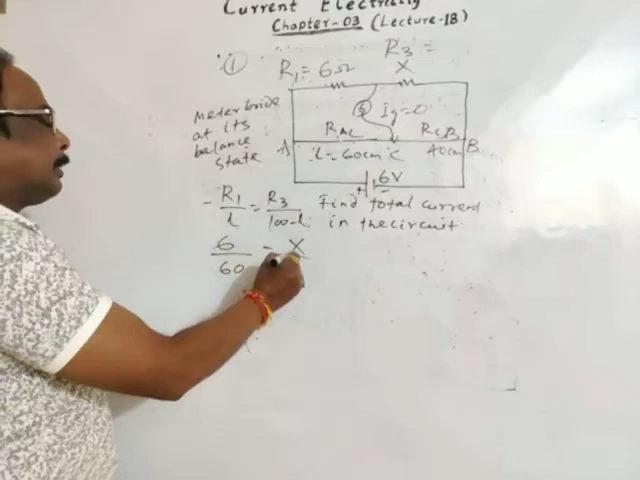 Current Electricity
Chapter-03 (Lecture-18)
① R1 = 6Ω R3 = X
Meter bride
at its
balance
state
G Ig=0
RAC RCB
A l=60cm C 40cm B
+ 6V -
- R1/l = R3/100-l Find total current
in the circuit
6/60 = X